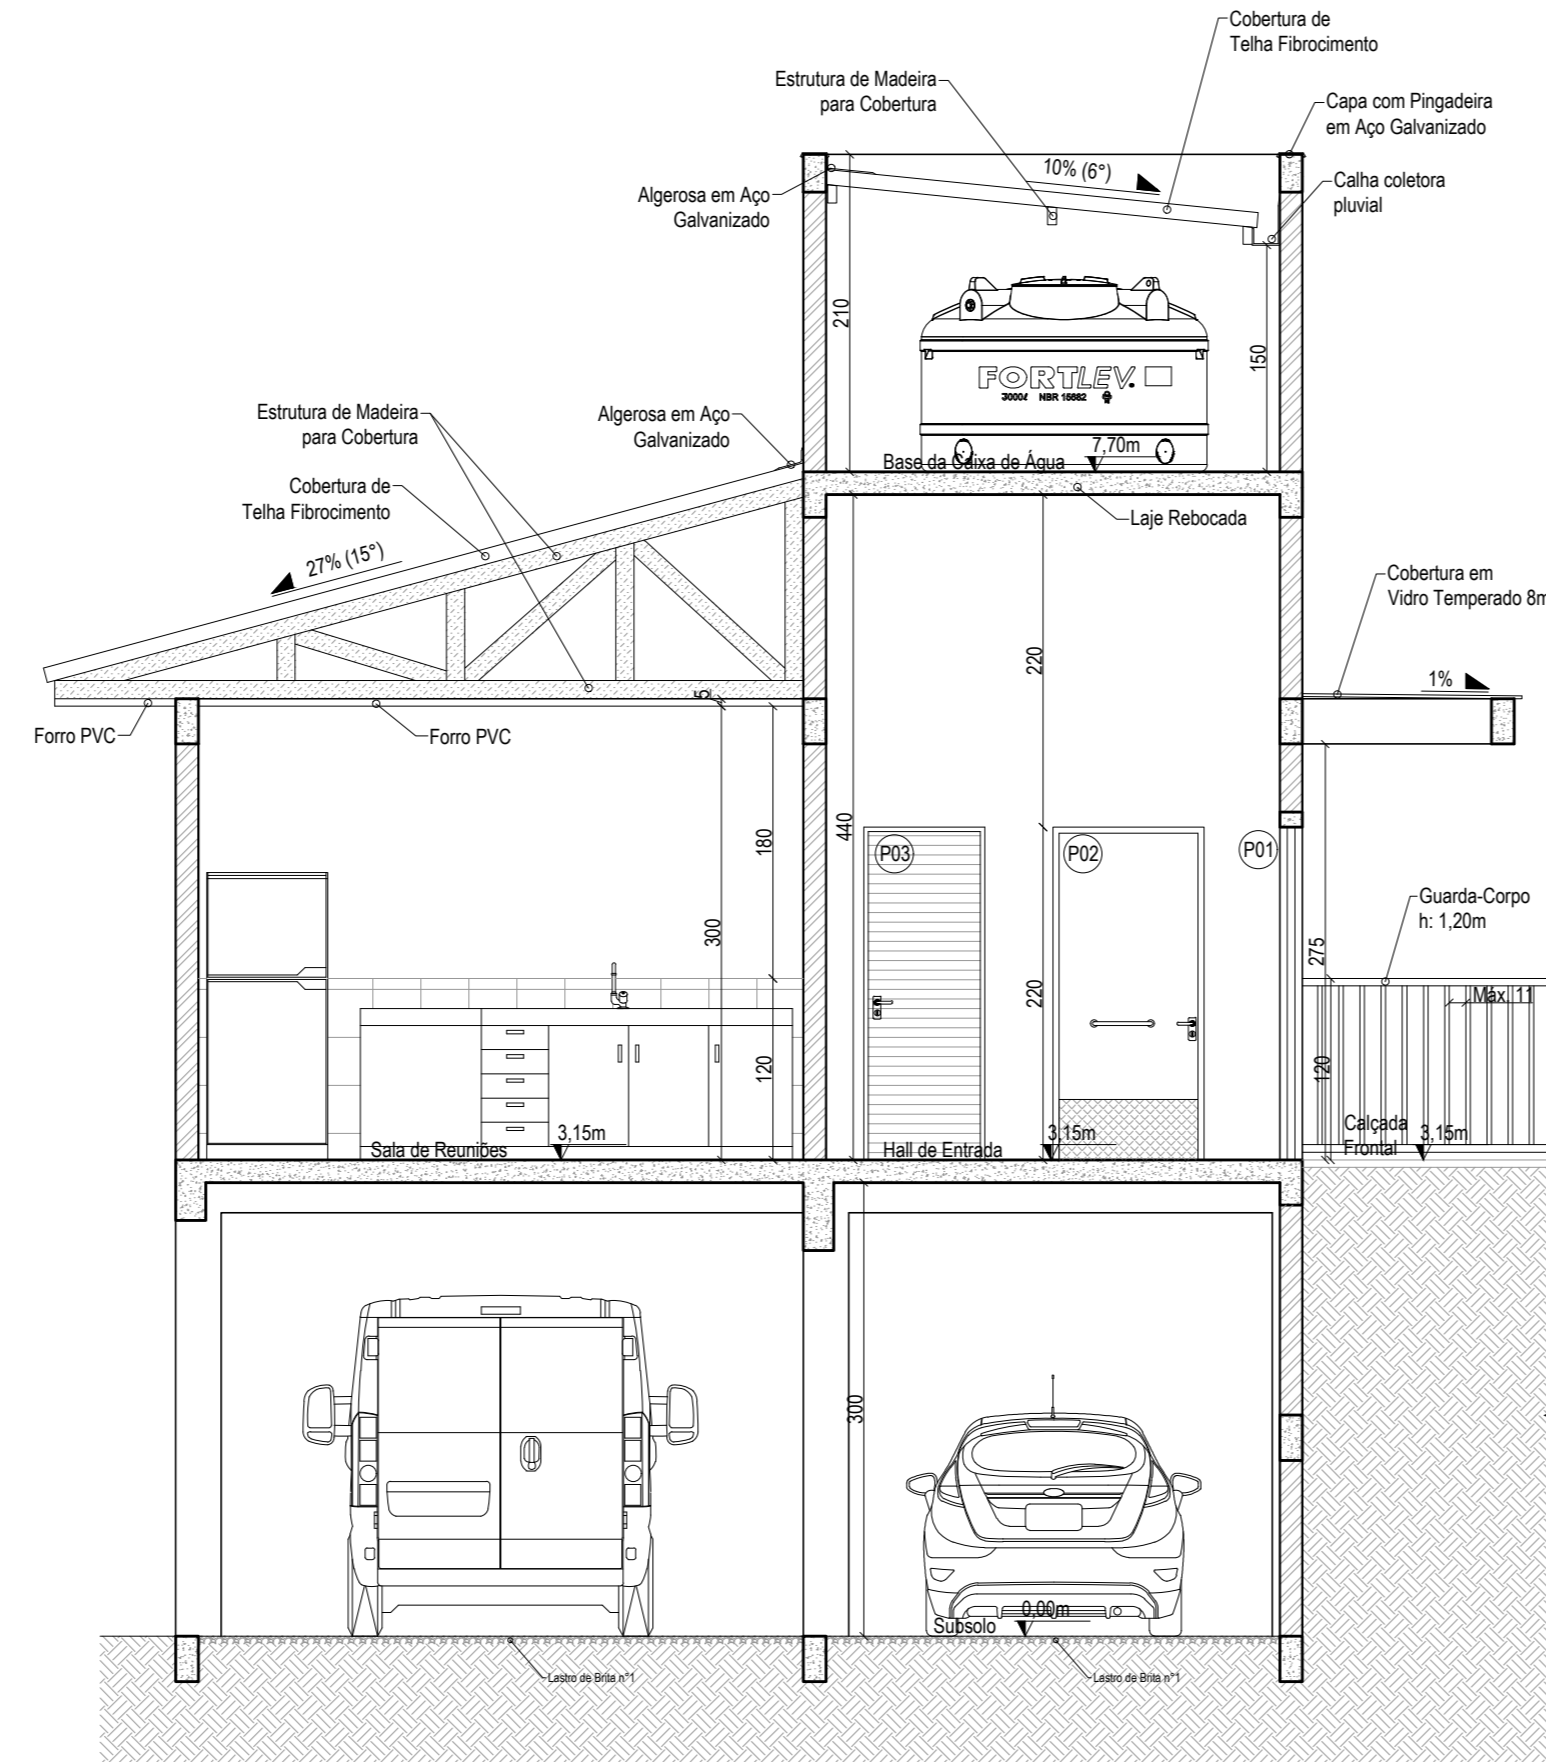 Cobertura de
Telha Fibrocimento
Estrutura de Madeira
para Cobertura
Capa com Pingadeira
em Aço Galvanizado
10% (6°)
Algerosa em Aço
Galvanizado
Calha coletora
pluvial
210
150
FORTLEV.
3000ℓ NBR 15682
Estrutura de Madeira
para Cobertura
Algerosa em Aço
Galvanizado
Base da Caixa de Água
7,70m
Cobertura de
Telha Fibrocimento
Laje Rebocada
27% (15°)
Cobertura em
Vidro Temperado 8m
220
1%
5
Forro PVC
Forro PVC
180
440
P03
P02
P01
300
275
Guarda-Corpo
h: 1,20m
220
Máx. 11
120
120
Sala de Reuniões
3,15m
Hall de Entrada
3,15m
Calçada
Frontal
3,15m
300
Subsolo
0,00m
Lastro de Brita n°1
Lastro de Brita n°1